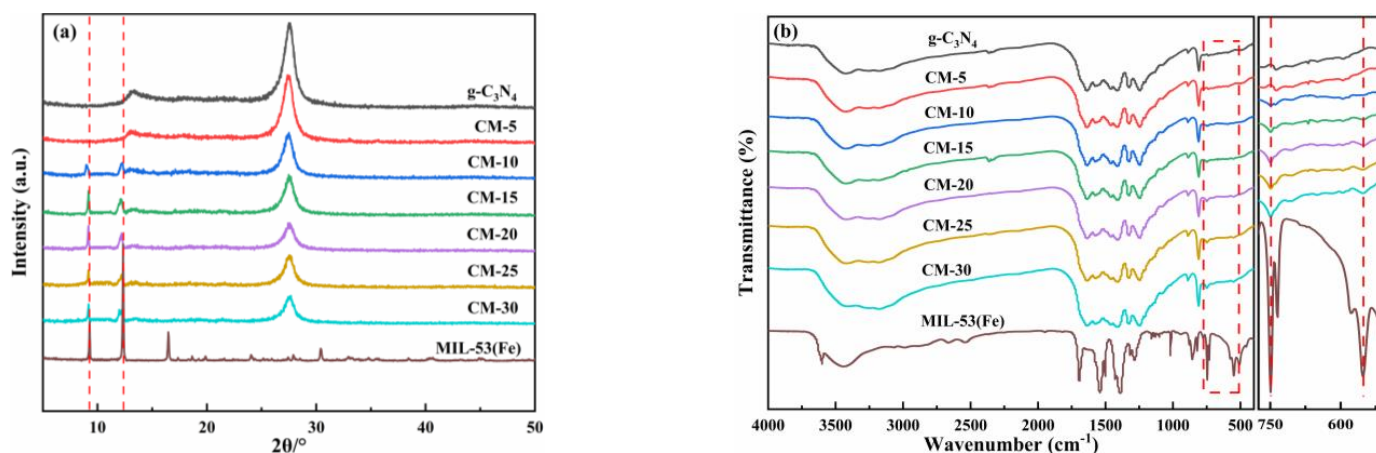 (a)
g-C₃N₄
CM-5
CM-10
CM-15
CM-20
CM-25
CM-30
MIL-53(Fe)
Intensity (a.u.)
10 20 30 40 50
2θ/°
(b)
g-C₃N₄
CM-5
CM-10
CM-15
CM-20
CM-25
CM-30
MIL-53(Fe)
Transmittance (%)
4000 3500 3000 2500 2000 1500 1000 500 750 600
Wavenumber (cm⁻¹)